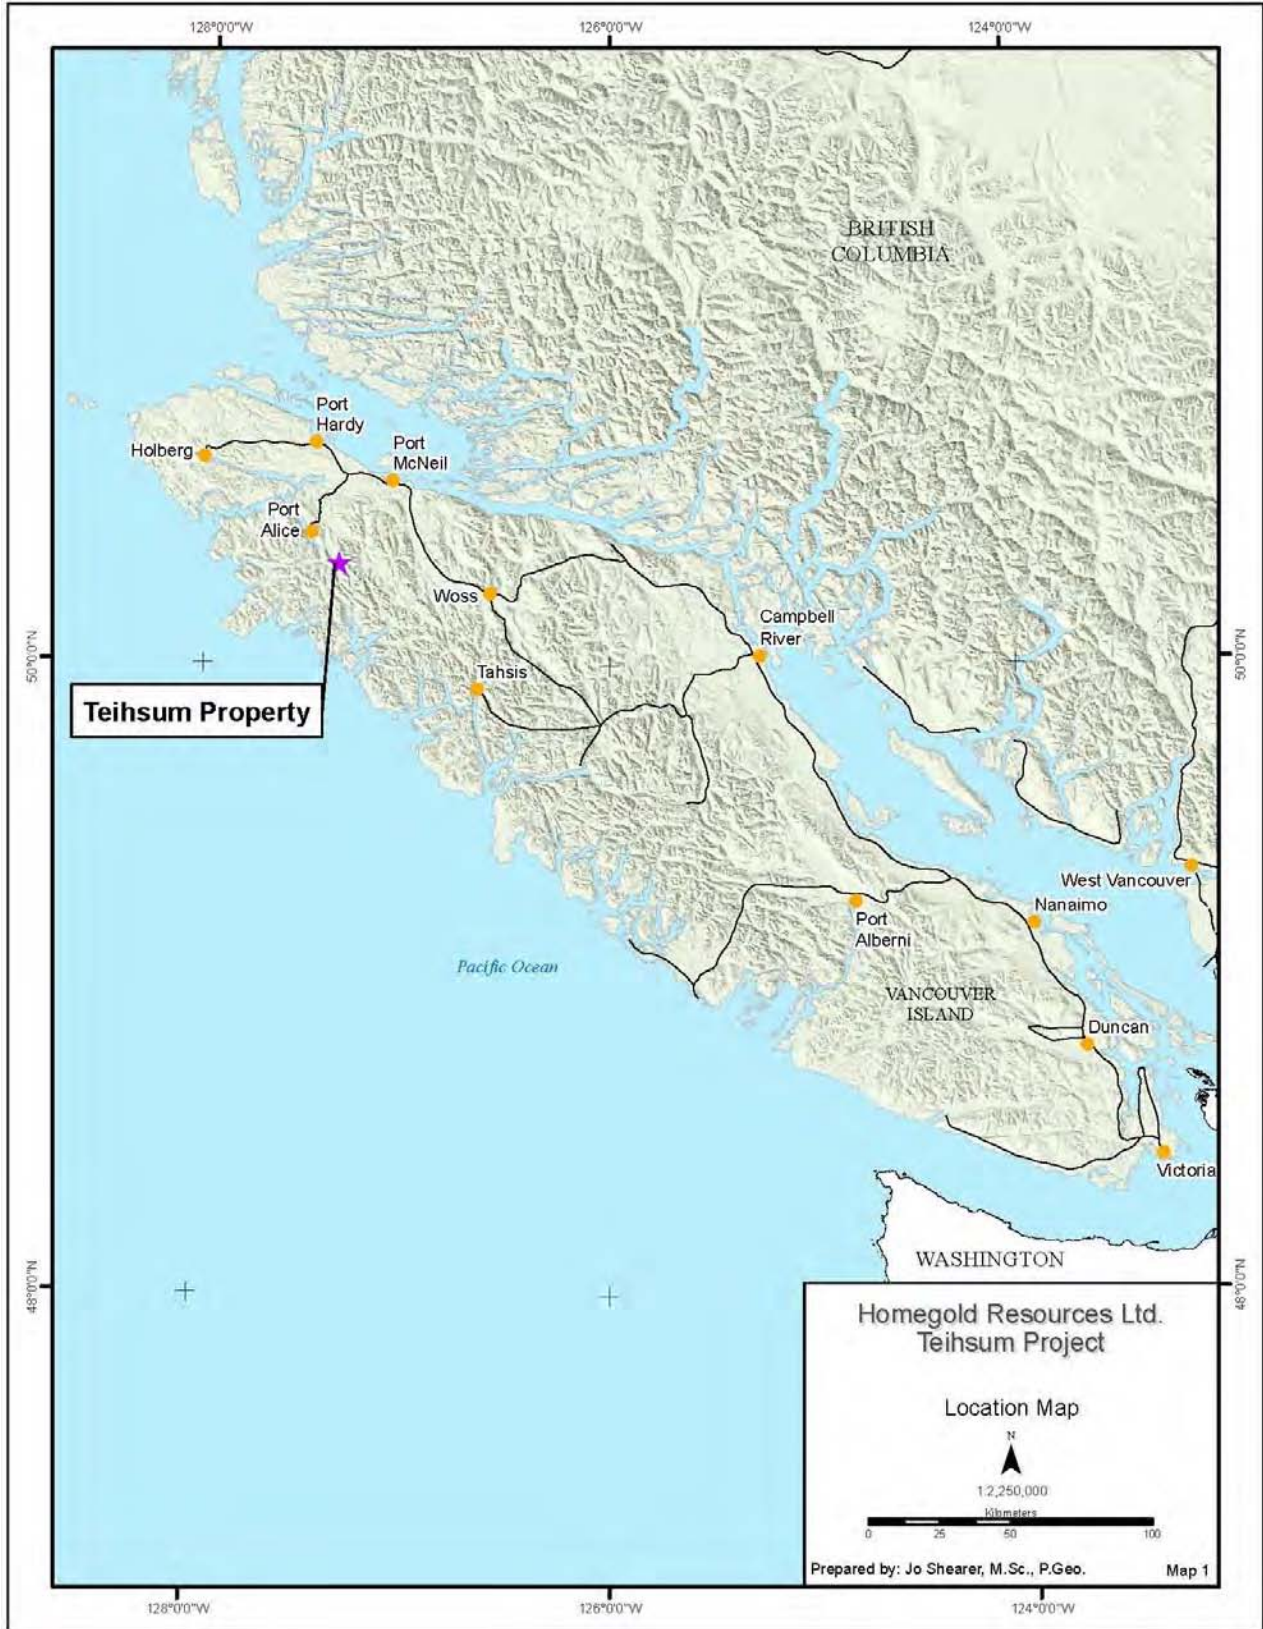 128°0'0"W
126°0'0"W
124°0'0"W
BRITISH
COLUMBIA
Port
Hardy
Holberg
Port
McNeil
Port
Alice
Woss
Campbell
River
50°0'0"N
50°0'0"N
Tahsis
Teihsum Property
West Vancouver
Nanaimo
Port
Alberni
Pacific Ocean
VANCOUVER
ISLAND
Duncan
Victoria
WASHINGTON
48°0'0"N
48°0'0"N
Homegold Resources Ltd.
Teihsum Project
Location Map
N
1:2,250,000
Kilometers
0 25 50 100
Prepared by: Jo Shearer, M.Sc., P.Geo.
Map 1
128°0'0"W
126°0'0"W
124°0'0"W